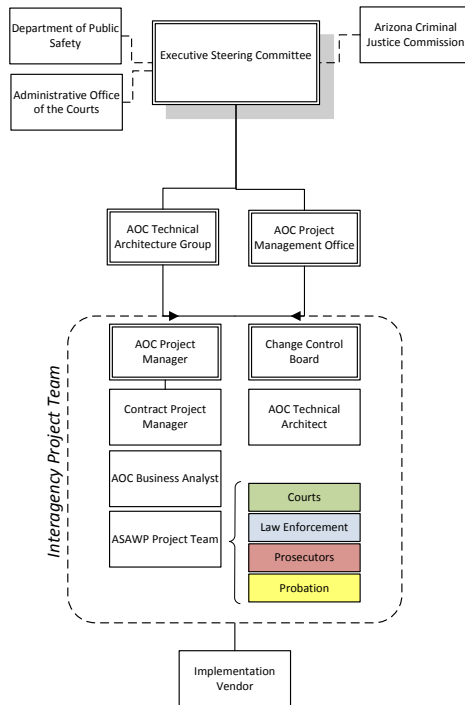 Department of Public
Safety
Executive Steering Committee
Arizona Criminal
Justice Commission
Administrative Office
of the Courts
AOC Technical
Architecture Group
AOC Project
Management Office
AOC Project
Manager
Change Control
Board
Contract Project
Manager
AOC Technical
Architect
Interagency Project Team
AOC Business Analyst
ASAWP Project Team
Courts
Law Enforcement
Prosecutors
Probation
Implementation
Vendor